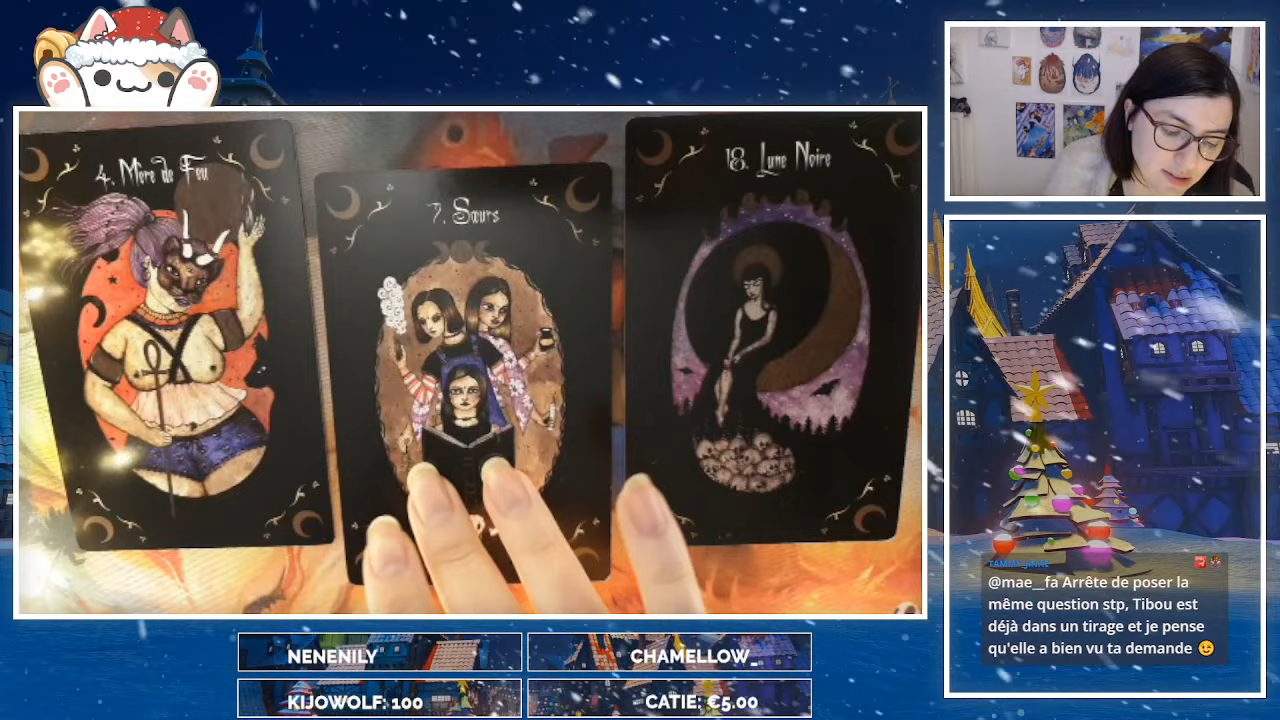 4. Mère de Feu
7. Sœurs
18. Lune Noire
TAMMY_JINAE
@mae__fa Arrête de poser la
même question stp, Tibou est
déjà dans un tirage et je pense
qu'elle a bien vu ta demande 😉
NENENILY
CHAMELLOW_
KIJOWOLF: 100
CATIE: €5.00